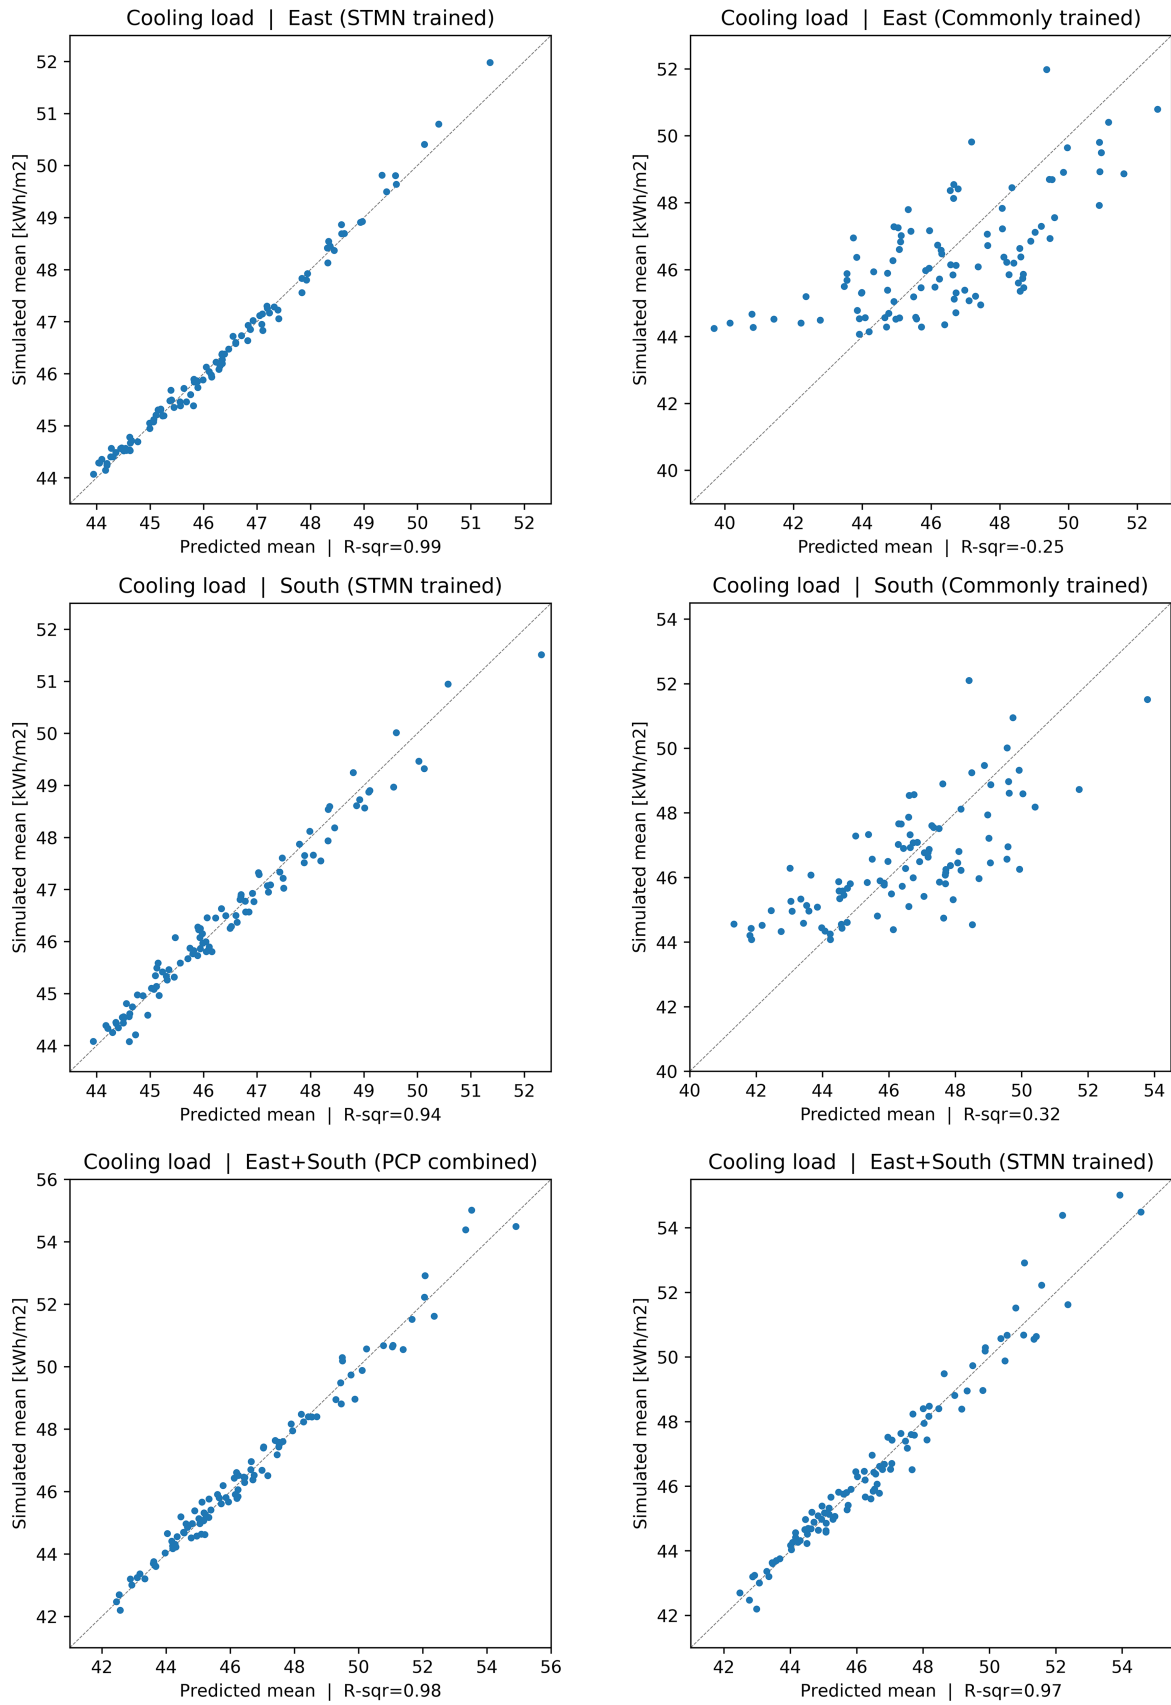 Cooling load | East (STMN trained)
52
51
50
49
48
47
46
45
44
Simulated mean [kWh/m2]
44 45 46 47 48 49 50 51 52
Predicted mean | R-sqr=0.99
Cooling load | East (Commonly trained)
52
50
48
46
44
42
40
Simulated mean [kWh/m2]
40 42 44 46 48 50 52
Predicted mean | R-sqr=-0.25
Cooling load | South (STMN trained)
52
51
50
49
48
47
46
45
44
Simulated mean [kWh/m2]
44 45 46 47 48 49 50 51 52
Predicted mean | R-sqr=0.94
Cooling load | South (Commonly trained)
54
52
50
48
46
44
42
40
Simulated mean [kWh/m2]
40 42 44 46 48 50 52 54
Predicted mean | R-sqr=0.32
Cooling load | East+South (PCP combined)
56
54
52
50
48
46
44
42
Simulated mean [kWh/m2]
42 44 46 48 50 52 54 56
Predicted mean | R-sqr=0.98
Cooling load | East+South (STMN trained)
54
52
50
48
46
44
42
Simulated mean [kWh/m2]
42 44 46 48 50 52 54
Predicted mean | R-sqr=0.97